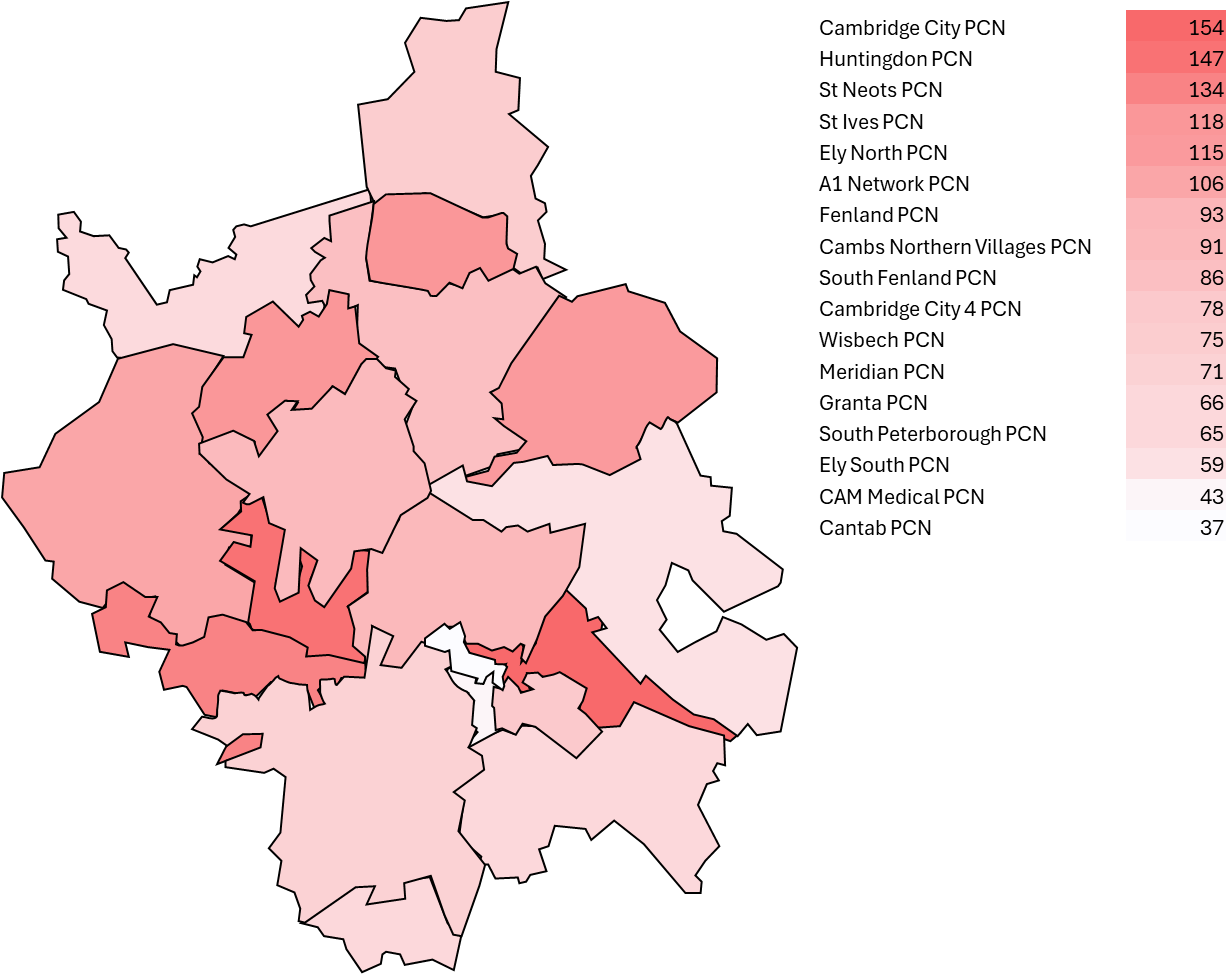 Cambridge City PCN 154
Huntingdon PCN 147
St Neots PCN 134
St Ives PCN 118
Ely North PCN 115
A1 Network PCN 106
Fenland PCN 93
Cambs Northern Villages PCN 91
South Fenland PCN 86
Cambridge City 4 PCN 78
Wisbech PCN 75
Meridian PCN 71
Granta PCN 66
South Peterborough PCN 65
Ely South PCN 59
CAM Medical PCN 43
Cantab PCN 37